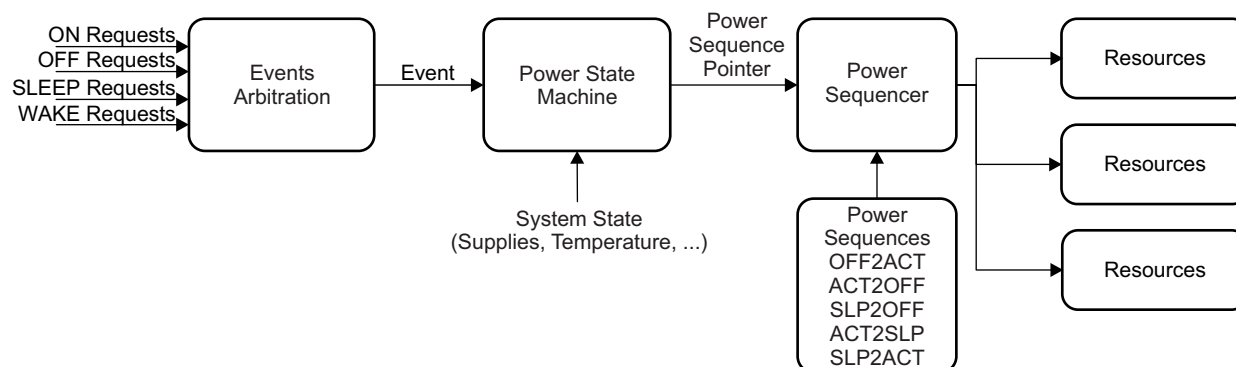 ON Requests
OFF Requests
SLEEP Requests
WAKE Requests
Events
Arbitration
Event
Power State
Machine
System State
(Supplies, Temperature, ...)
Power
Sequence
Pointer
Power
Sequencer
Power
Sequences
OFF2ACT
ACT2OFF
SLP2OFF
ACT2SLP
SLP2ACT
Resources
Resources
Resources